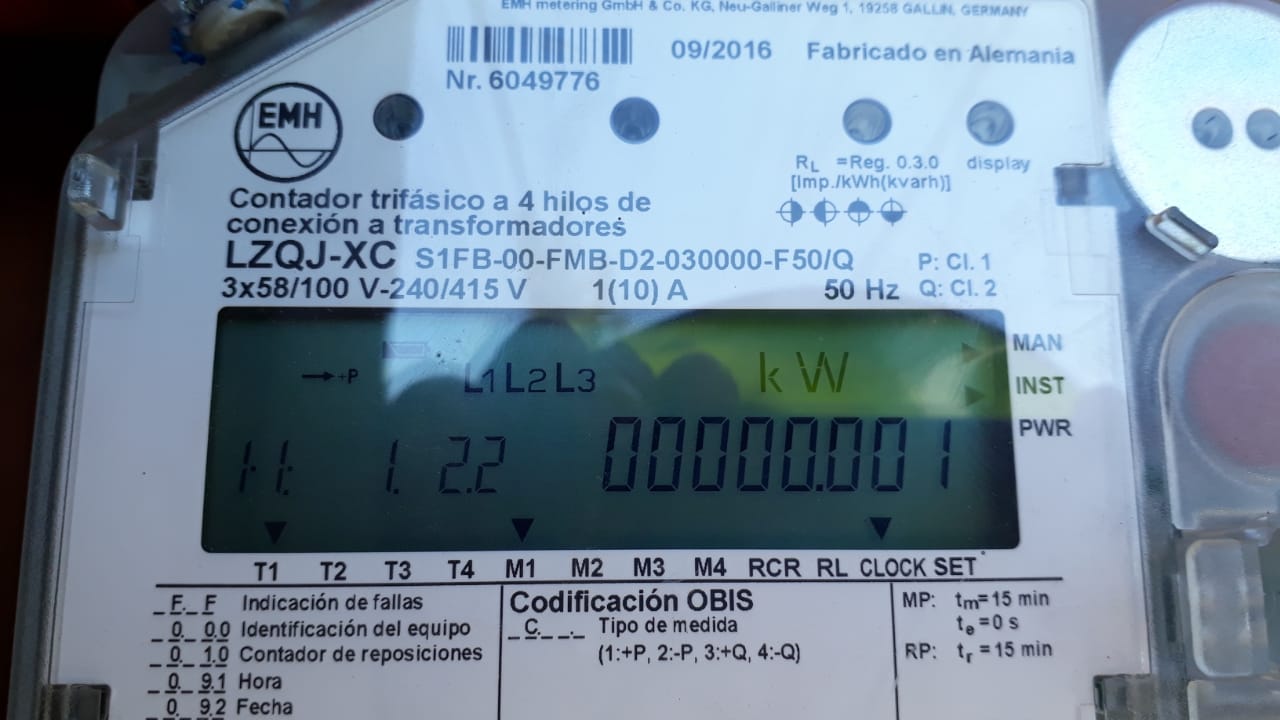 EMH metering GmbH & Co. KG, Neu-Galliner Weg 1, 19258 GALLIN, GERMANY
09/2016 Fabricado en Alemania
Nr. 6049776
EMH
RL =Reg. 0.3.0 display
[Imp./kWh(kvarh)]
Contador trifásico a 4 hilos de
conexión a transformadores
LZQJ-XC S1FB-00-FMB-D2-030000-F50/Q P: Cl. 1
3x58/100 V-240/415 V 1(10) A 50 Hz Q: Cl. 2
MAN
→+P L1 L2 L3 kW INST
PWR
1.2.2 00000.001
T1 T2 T3 T4 M1 M2 M3 M4 RCR RL CLOCK SET
_F._F Indicación de fallas
_0._0.0 Identificación del equipo
_0._1.0 Contador de reposiciones
_0._9.1 Hora
_0._9.2 Fecha
Codificación OBIS
_C._._ Tipo de medida
(1:+P, 2:-P, 3:+Q, 4:-Q)
MP: tm=15 min
te=0 s
RP: tr=15 min